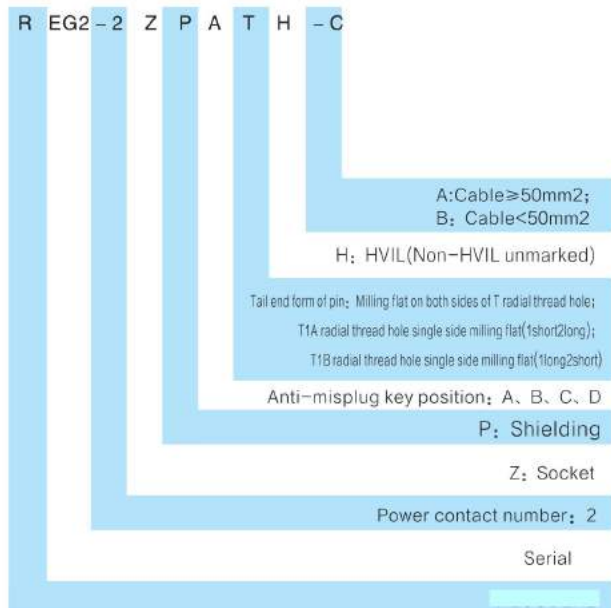 R EG2-2 Z P A T H -C
A:Cable≥50mm2;
B: Cable<50mm2
H: HVIL(Non-HVIL unmarked)
Tail end form of pin: Milling flat on both sides of T radial thread hole;
T1A radial thread hole single side milling flat(1short2long);
T1B radial thread hole single side milling flat(1long2short)
Anti-misplug key position: A、B、C、D
P: Shielding
Z: Socket
Power contact number: 2
Serial